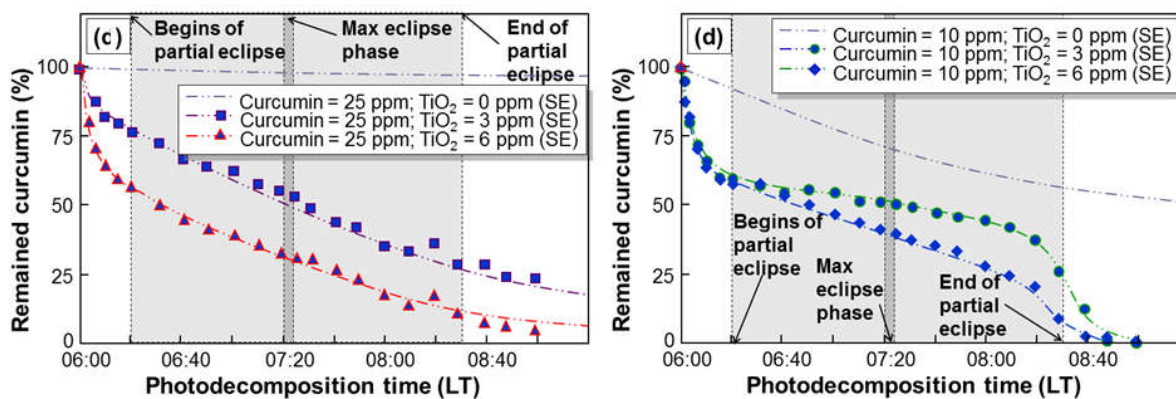 (c)
Begins of
partial eclipse
Max eclipse
phase
End of
partial
eclipse
Curcumin = 25 ppm; TiO₂ = 0 ppm (SE)
Curcumin = 25 ppm; TiO₂ = 3 ppm (SE)
Curcumin = 25 ppm; TiO₂ = 6 ppm (SE)
Remained curcumin (%)
100
75
50
25
0
06:00 06:40 07:20 08:00 08:40
Photodecomposition time (LT)
(d)
Curcumin = 10 ppm; TiO₂ = 0 ppm (SE)
Curcumin = 10 ppm; TiO₂ = 3 ppm (SE)
Curcumin = 10 ppm; TiO₂ = 6 ppm (SE)
Remained curcumin (%)
100
75
50
25
0
Begins of
partial
eclipse
Max
eclipse
phase
End of
partial
eclipse
06:00 06:40 07:20 08:00 08:40
Photodecomposition time (LT)